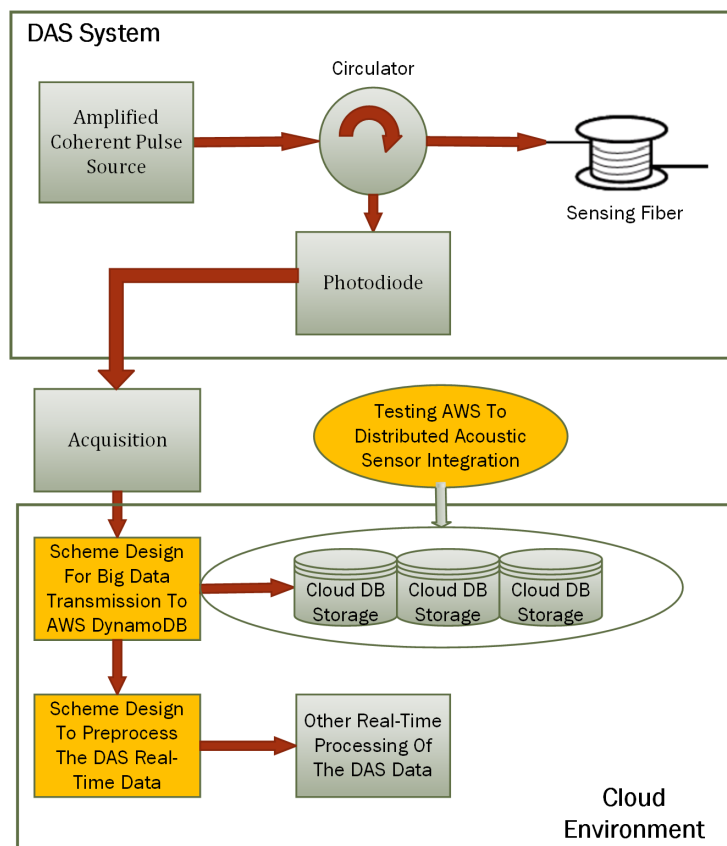 DAS System
Circulator
Amplified
Coherent Pulse
Source
Sensing Fiber
Photodiode
Acquisition
Testing AWS To
Distributed Acoustic
Sensor Integration
Scheme Design
For Big Data
Transmission To
AWS DynamoDB
Cloud DB
Storage
Cloud DB
Storage
Cloud DB
Storage
Scheme Design
To Preprocess
The DAS Real-
Time Data
Other Real-Time
Processing Of
The DAS Data
Cloud
Environment